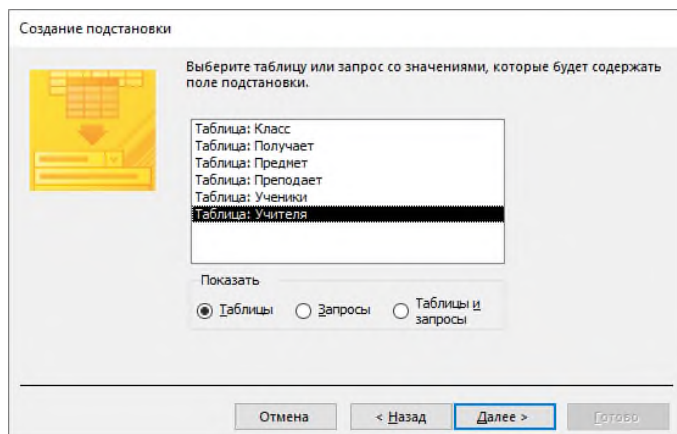 Создание подстановки
Выберите таблицу или запрос со значениями, которые будет содержать
поле подстановки.
Таблица: Класс
Таблица: Получает
Таблица: Предмет
Таблица: Преподает
Таблица: Ученики
Таблица: Учителя
Показать
Таблицы
Запросы
Таблицы и
запросы
Отмена
< Назад
Далее >
Готово